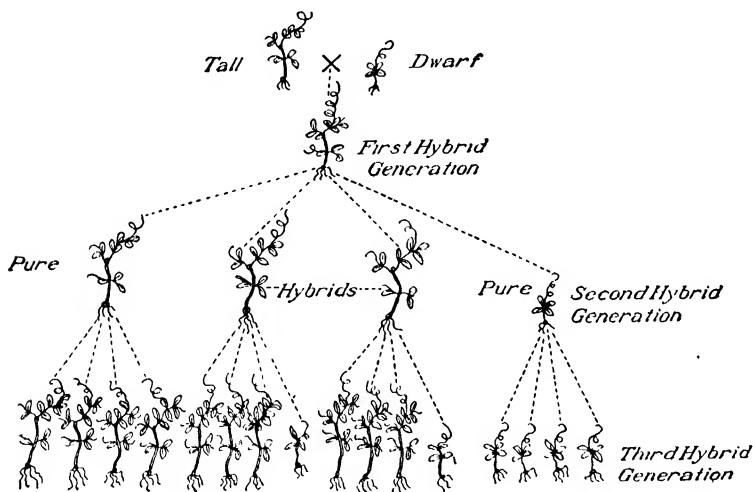 Tall
Dwarf
First Hybrid
Generation
Pure
Hybrids
Pure
Second Hybrid
Generation
Third Hybrid
Generation